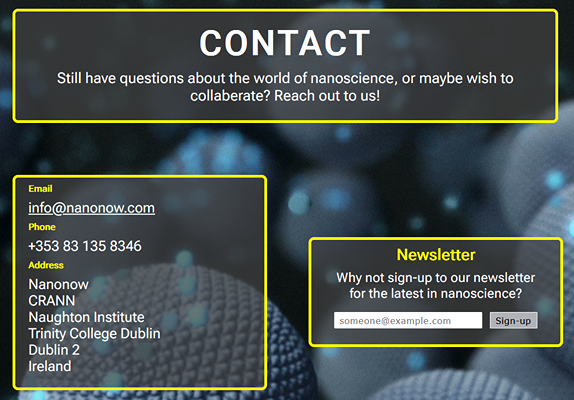 CONTACT
Still have questions about the world of nanoscience, or maybe wish to
collaberate? Reach out to us!
Email
info@nanonow.com
Phone
+353 83 135 8346
Address
Nanonow
CRANN
Naughton Institute
Trinity College Dublin
Dublin 2
Ireland
Newsletter
Why not sign-up to our newsletter
for the latest in nanoscience?
someone@example.com
Sign-up